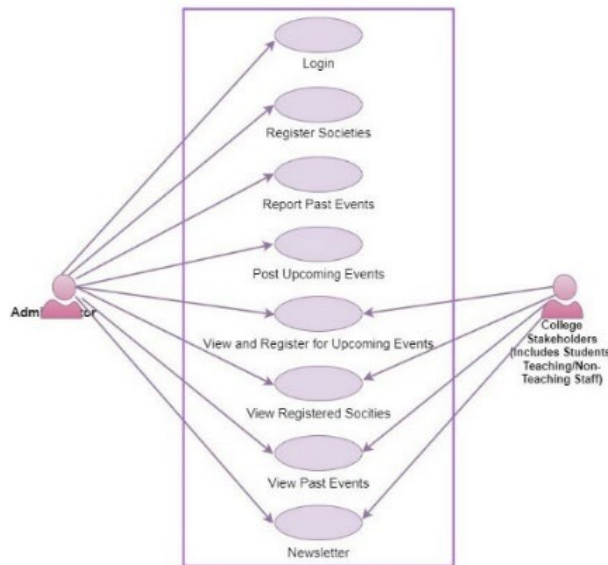 Login
Register Societies
Report Past Events
Post Upcoming Events
View and Register for Upcoming Events
View Registered Socities
View Past Events
Newsletter
College
Stakeholders
(Includes Students
Teaching/Non-
Teaching Staff)